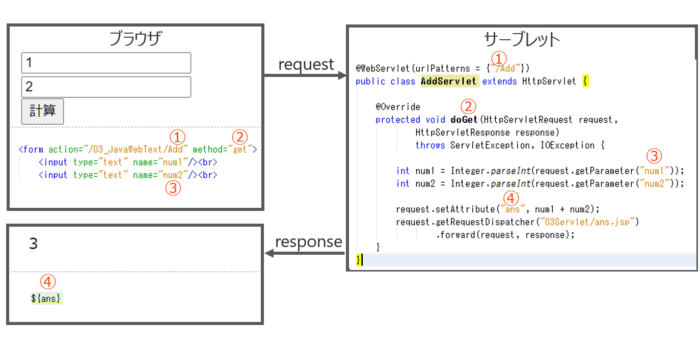 ブラウザ
1
2
計算
① ②
<form action="/03_JavaWebText/Add" method="get">
<input type="text" name="num1"/><br>
<input type="text" name="num2"/><br>
③
request
サーブレット
①
@WebServlet(urlPatterns = {"/Add"})
public class AddServlet extends HttpServlet {
②
@Override
protected void doGet(HttpServletRequest request,
HttpServletResponse response)
throws ServletException, IOException {
③
int num1 = Integer.parseInt(request.getParameter("num1"));
int num2 = Integer.parseInt(request.getParameter("num2"));
④
request.setAttribute("ans", num1 + num2);
request.getRequestDispatcher("03Servlet/ans.jsp")
.forward(request, response);
}
}
response
3
④
${ans}